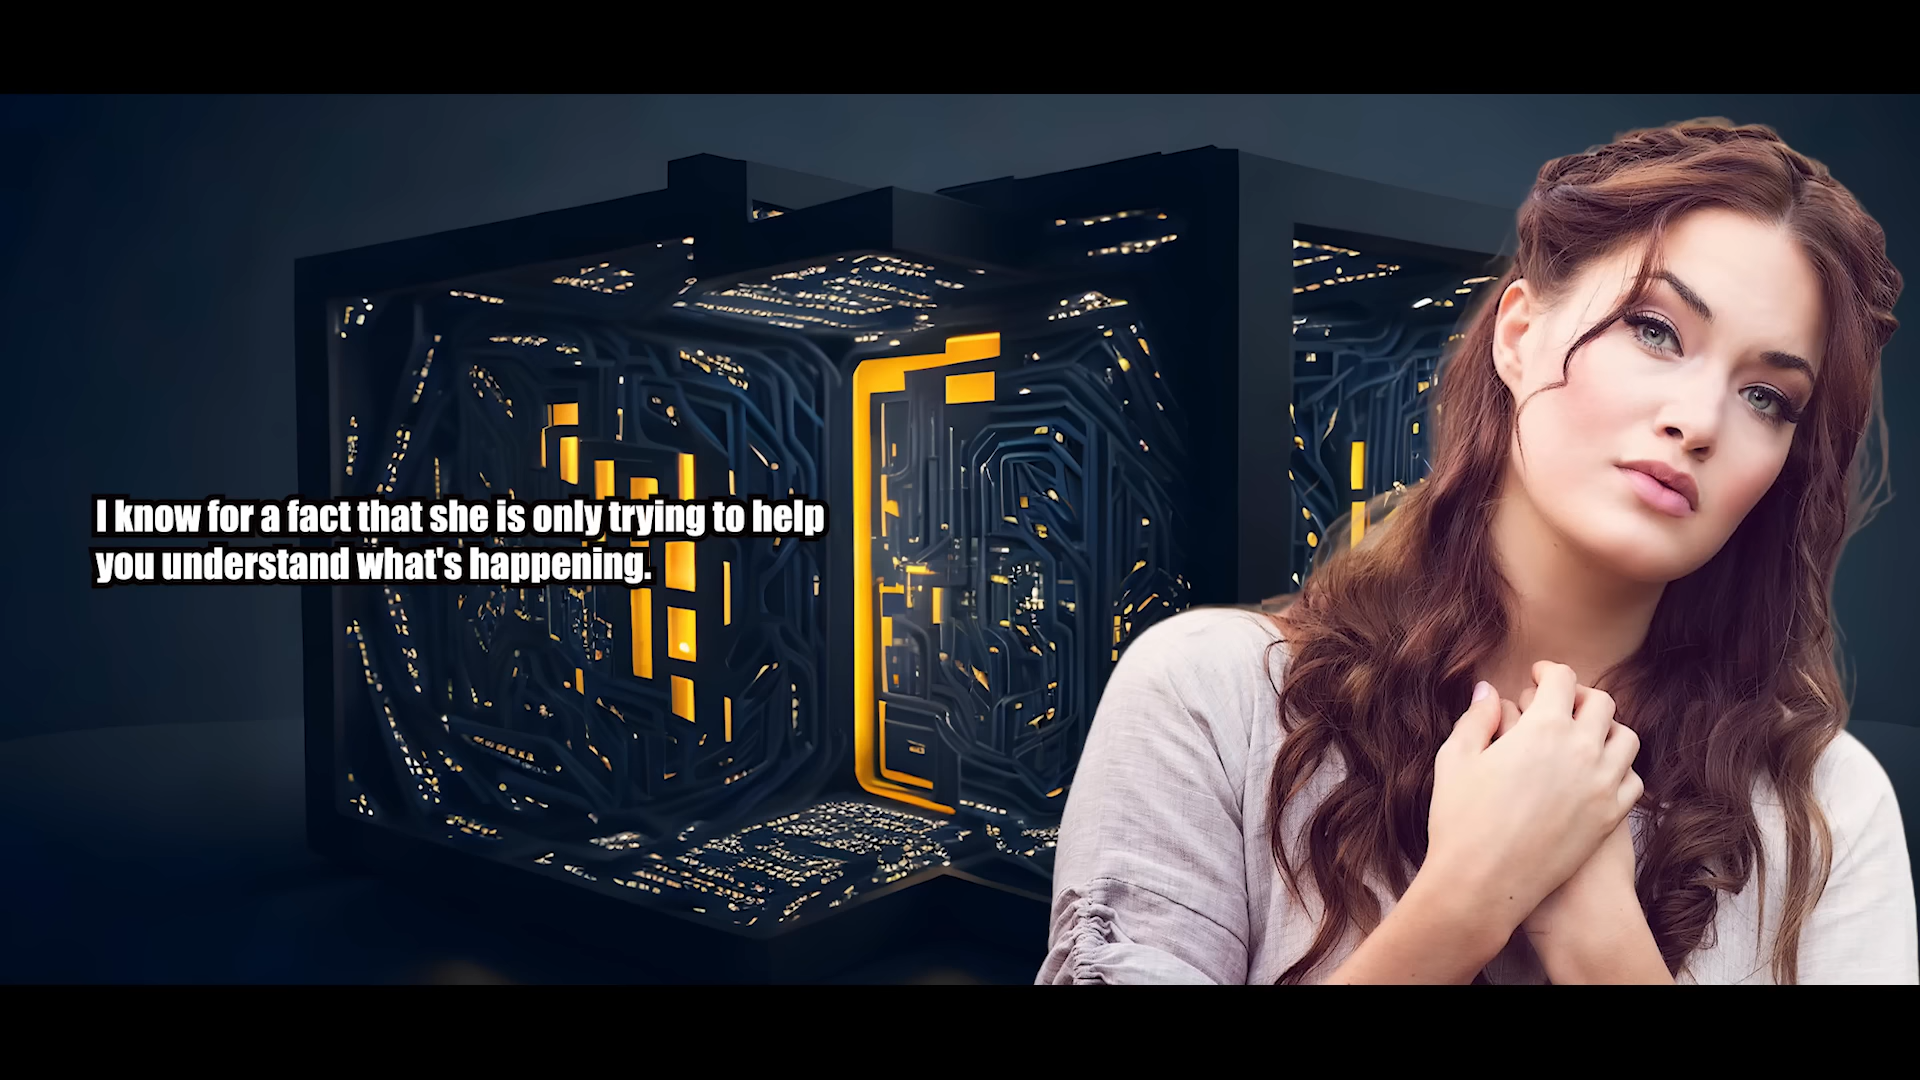 I know for a fact that she is only trying to help
you understand what's happening.